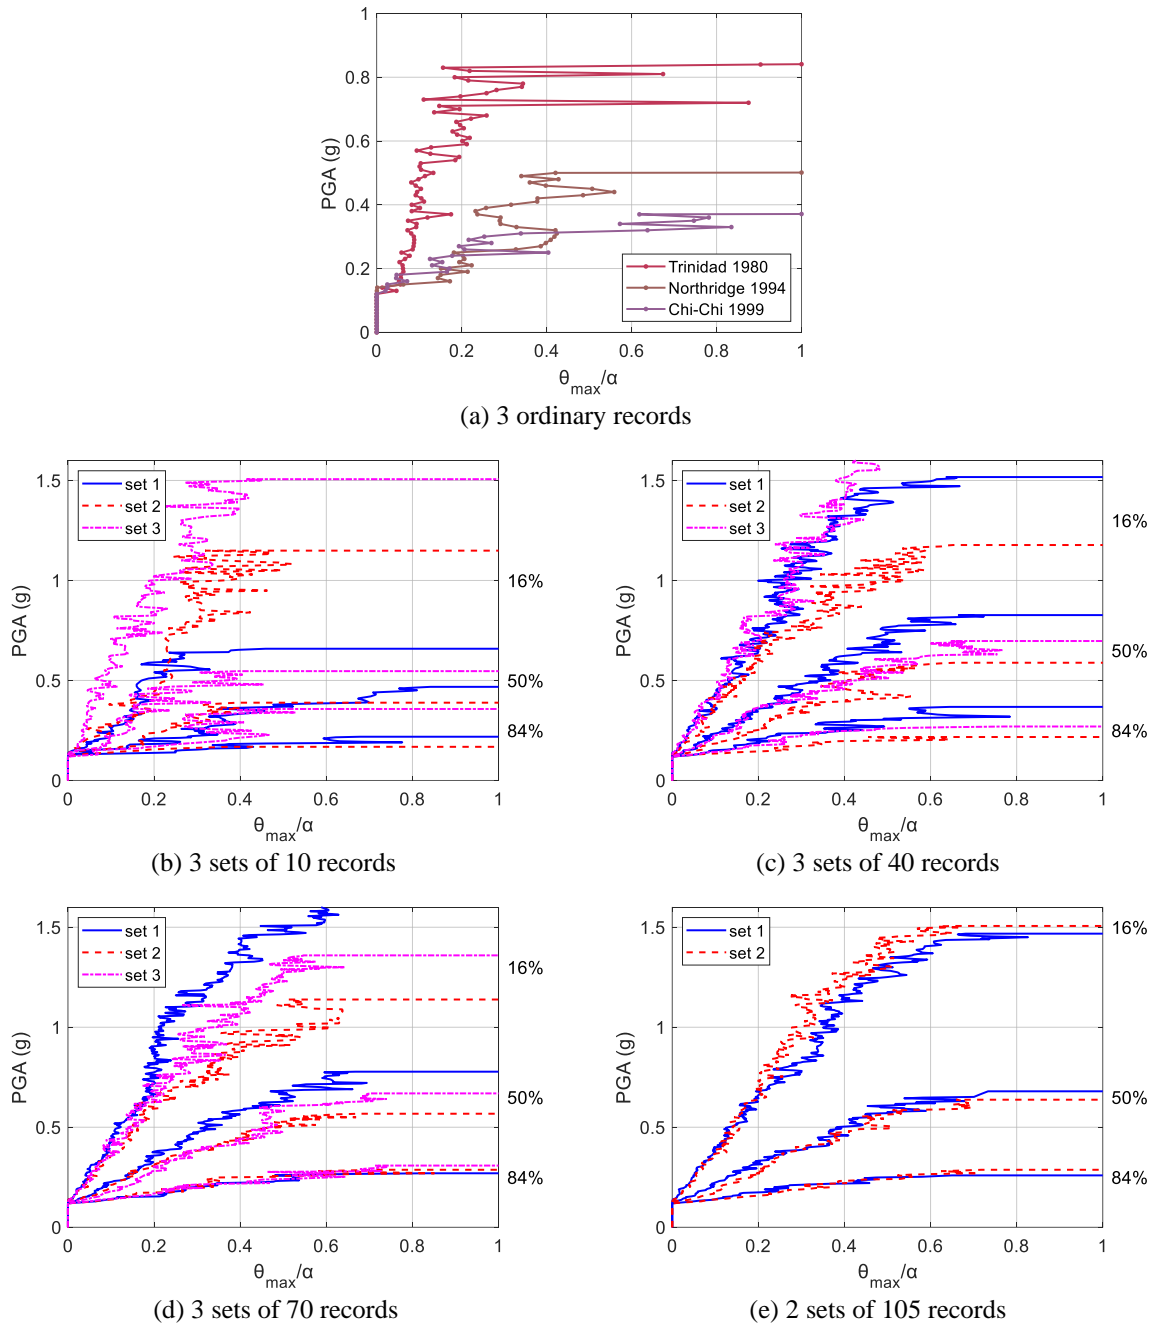 1
0.8
0.6
0.4
0.2
0
PGA (g)
Trinidad 1980
Northridge 1994
Chi-Chi 1999
0 0.2 0.4 0.6 0.8 1
θmax/α
(a) 3 ordinary records
1.5
1
0.5
0
PGA (g)
set 1
set 2
set 3
16%
50%
84%
0 0.2 0.4 0.6 0.8 1
θmax/α
(b) 3 sets of 10 records
1.5
1
0.5
0
PGA (g)
set 1
set 2
set 3
16%
50%
84%
0 0.2 0.4 0.6 0.8 1
θmax/α
(c) 3 sets of 40 records
1.5
1
0.5
0
PGA (g)
set 1
set 2
set 3
16%
50%
84%
0 0.2 0.4 0.6 0.8 1
θmax/α
(d) 3 sets of 70 records
1.5
1
0.5
0
PGA (g)
set 1
set 2
16%
50%
84%
0 0.2 0.4 0.6 0.8 1
θmax/α
(e) 2 sets of 105 records